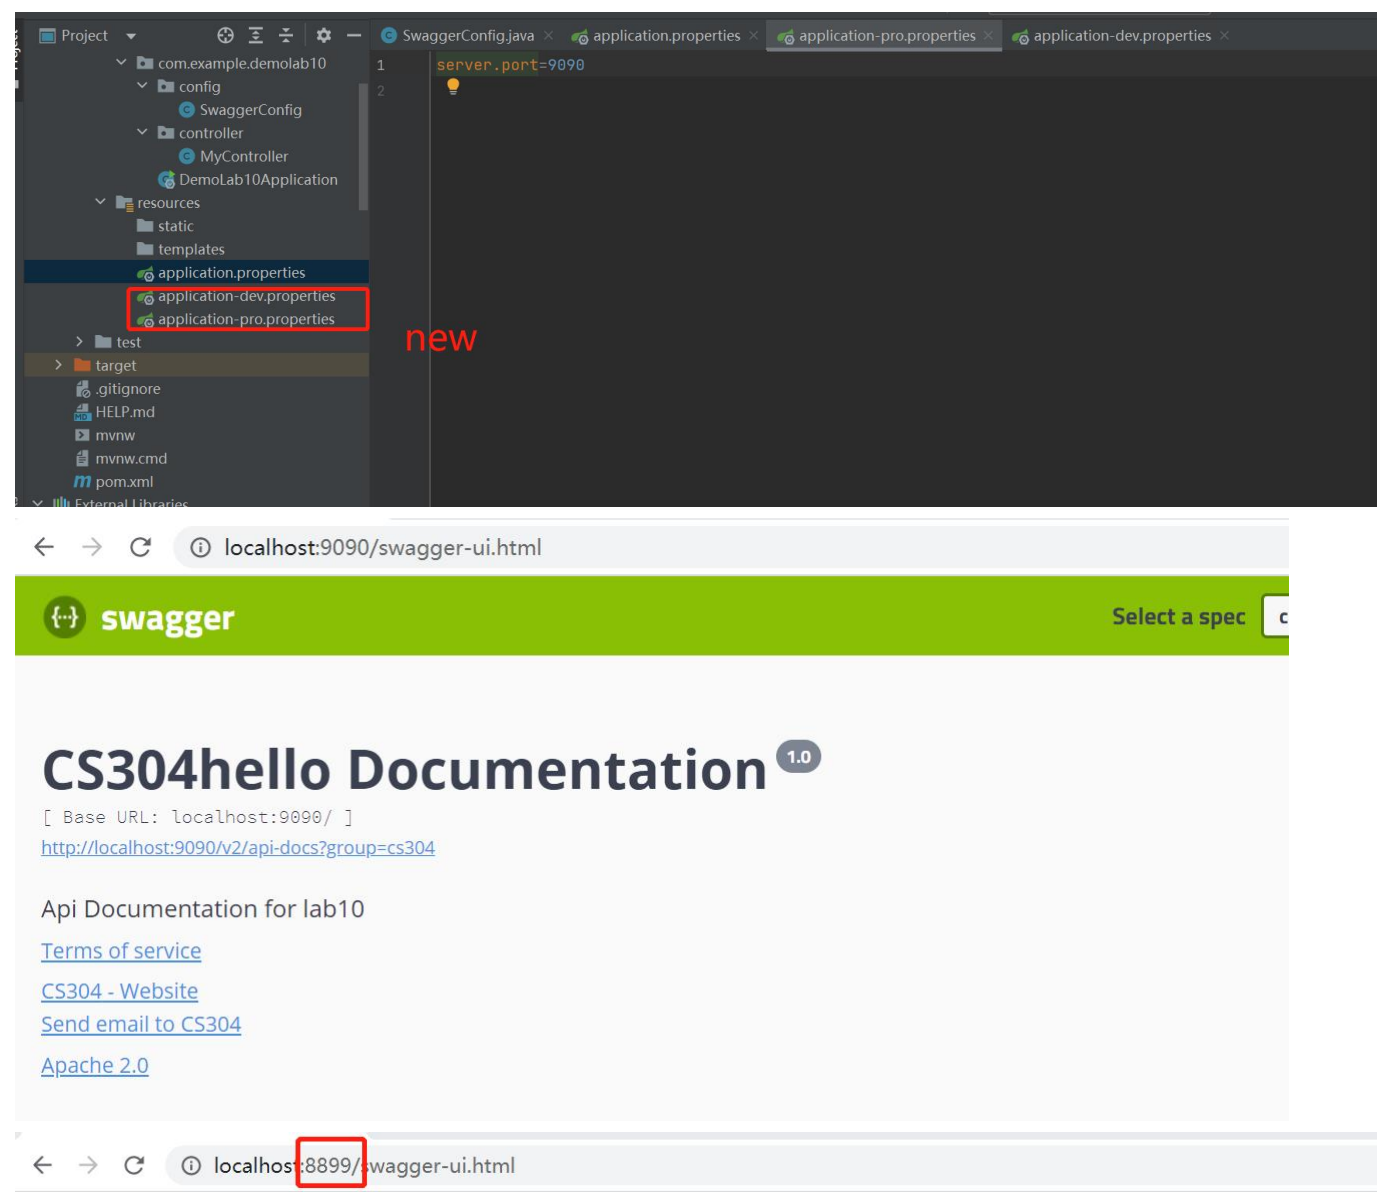 Project
SwaggerConfig.java
application.properties
application-pro.properties
application-dev.properties
com.example.demolab10
1 server.port=9090
config
2
SwaggerConfig
controller
MyController
DemoLab10Application
resources
static
templates
application.properties
application-dev.properties
application-pro.properties
new
test
target
.gitignore
HELP.md
mvnw
mvnw.cmd
pom.xml
External Libraries
localhost:9090/swagger-ui.html
swagger
Select a spec
CS304hello Documentation 1.0
[ Base URL: localhost:9090/ ]
http://localhost:9090/v2/api-docs?group=cs304
Api Documentation for lab10
Terms of service
CS304 - Website
Send email to CS304
Apache 2.0
localhost:8899/swagger-ui.html